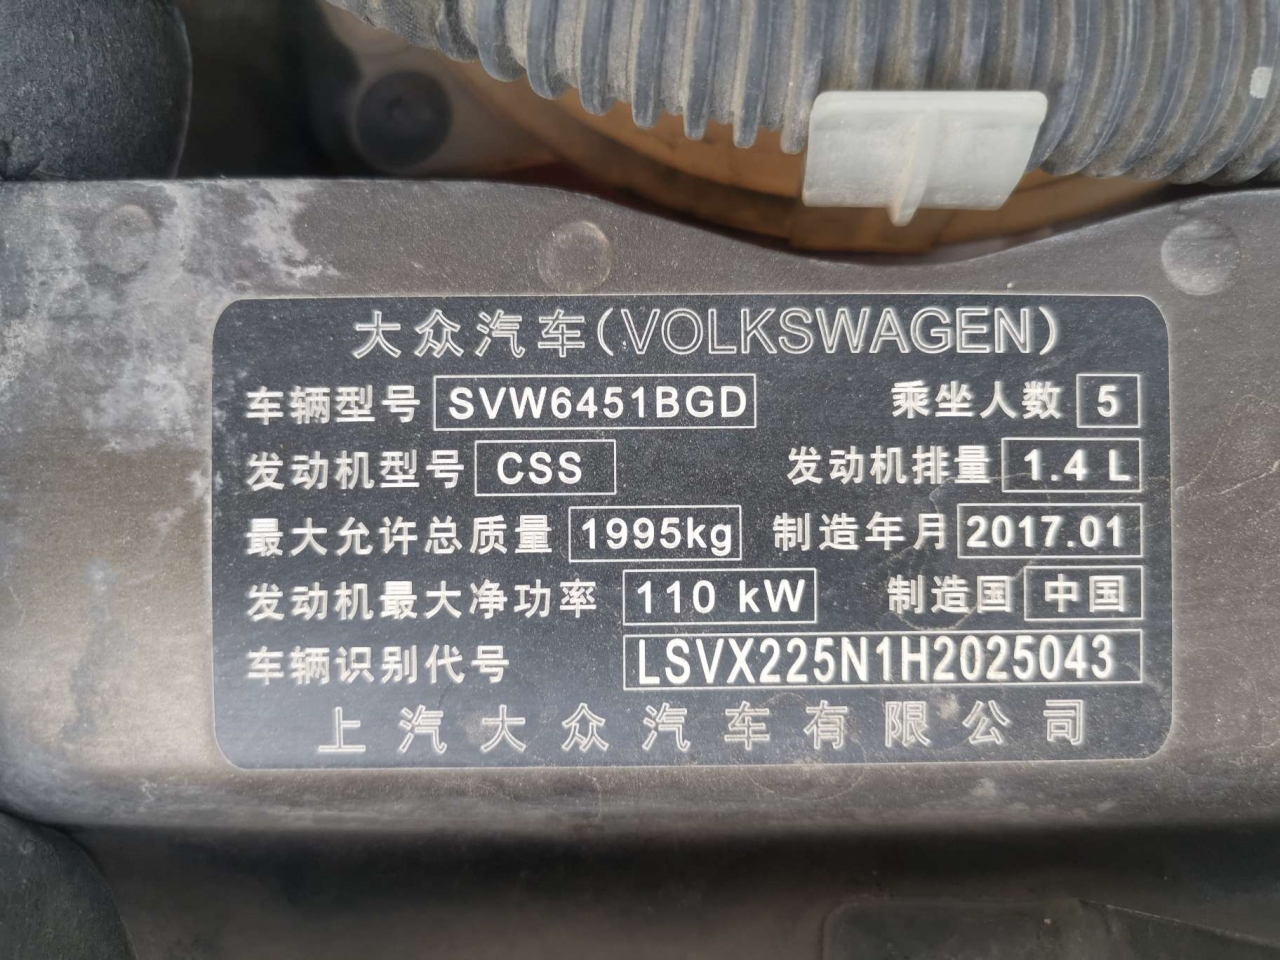 大众汽车(VOLKSWAGEN)
车辆型号 SVW6451BGD 乘坐人数 5
发动机型号 CSS 发动机排量 1.4 L
最大允许总质量 1995kg 制造年月 2017.01
发动机最大净功率 110 kW 制造国 中国
车辆识别代号 LSVX225N1H2025043
上汽大众汽车有限公司